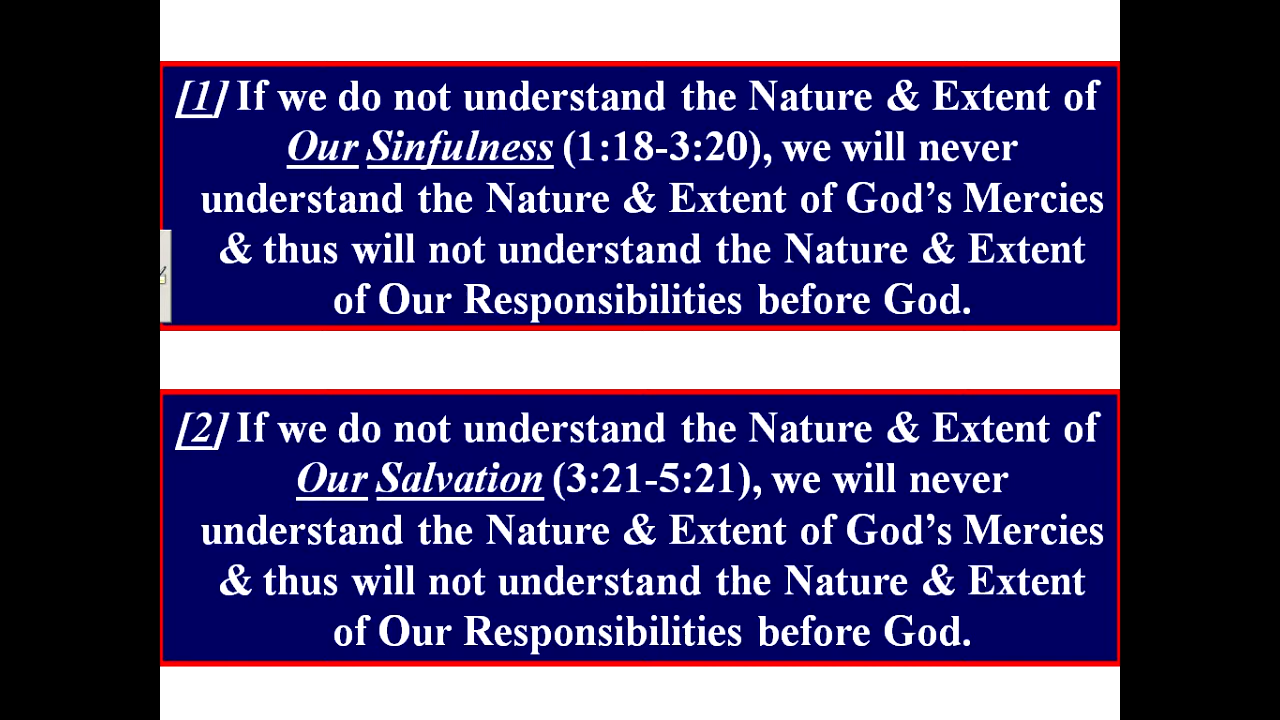 [1] If we do not understand the Nature & Extent of
Our Sinfulness (1:18-3:20), we will never
understand the Nature & Extent of God’s Mercies
& thus will not understand the Nature & Extent
of Our Responsibilities before God.
[2] If we do not understand the Nature & Extent of
Our Salvation (3:21-5:21), we will never
understand the Nature & Extent of God’s Mercies
& thus will not understand the Nature & Extent
of Our Responsibilities before God.